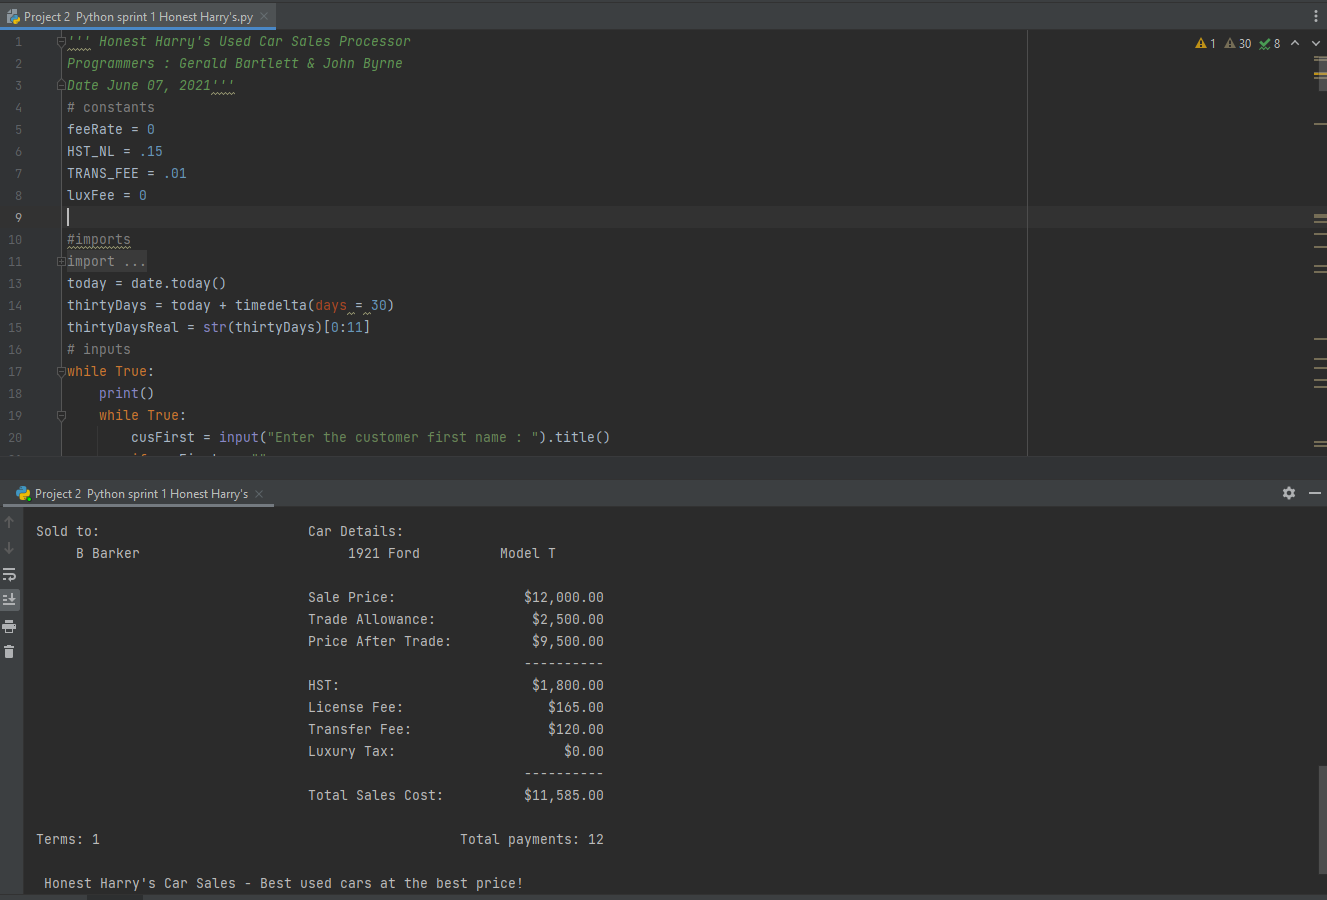 Project 2 Python sprint 1 Honest Harry's.py
1 ''' Honest Harry's Used Car Sales Processor 1 30 8
2 Programmers : Gerald Bartlett & John Byrne
3 Date June 07, 2021'''
4 # constants
5 feeRate = 0
6 HST_NL = .15
7 TRANS_FEE = .01
8 luxFee = 0
9
10 #imports
11 import ...
13 today = date.today()
14 thirtyDays = today + timedelta(days = 30)
15 thirtyDaysReal = str(thirtyDays)[0:11]
16 # inputs
17 while True:
18 print()
19 while True:
20 cusFirst = input("Enter the customer first name : ").title()
Project 2 Python sprint 1 Honest Harry's
Sold to: Car Details:
B Barker 1921 Ford Model T
Sale Price: $12,000.00
Trade Allowance: $2,500.00
Price After Trade: $9,500.00
----------
HST: $1,800.00
License Fee: $165.00
Transfer Fee: $120.00
Luxury Tax: $0.00
----------
Total Sales Cost: $11,585.00
Terms: 1 Total payments: 12
Honest Harry's Car Sales - Best used cars at the best price!